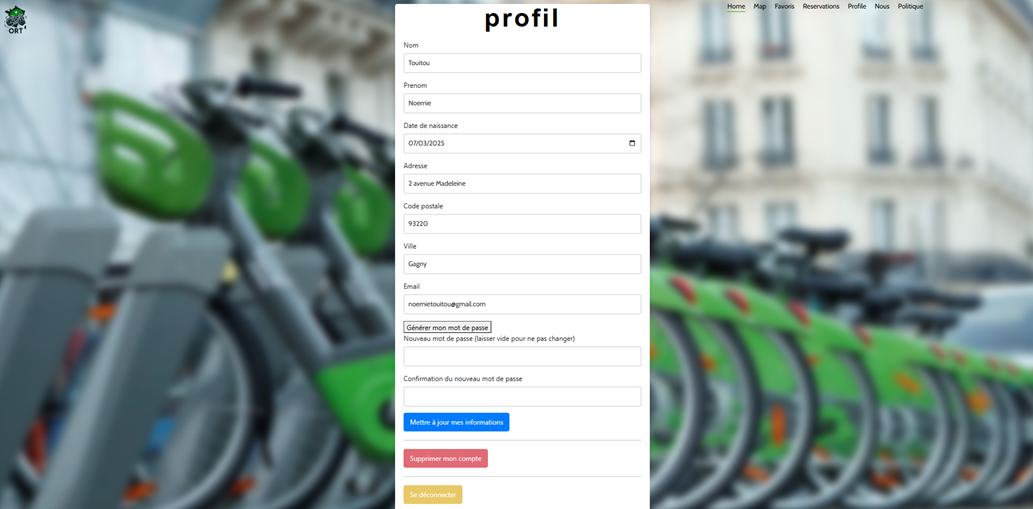 ORT
Home Map Favoris Reservations Profile Nous Politique
profil
Nom
Touitou
Prenom
Noemie
Date de naissance
07/03/2025
Adresse
2 avenue Madeleine
Code postale
93220
Ville
Gagny
Email
noemietouitou@gmail.com
Générer mon mot de passe
Nouveau mot de passe (laisser vide pour ne pas changer)
Confirmation du nouveau mot de passe
Mettre à jour mes informations
Supprimer mon compte
Se déconnecter